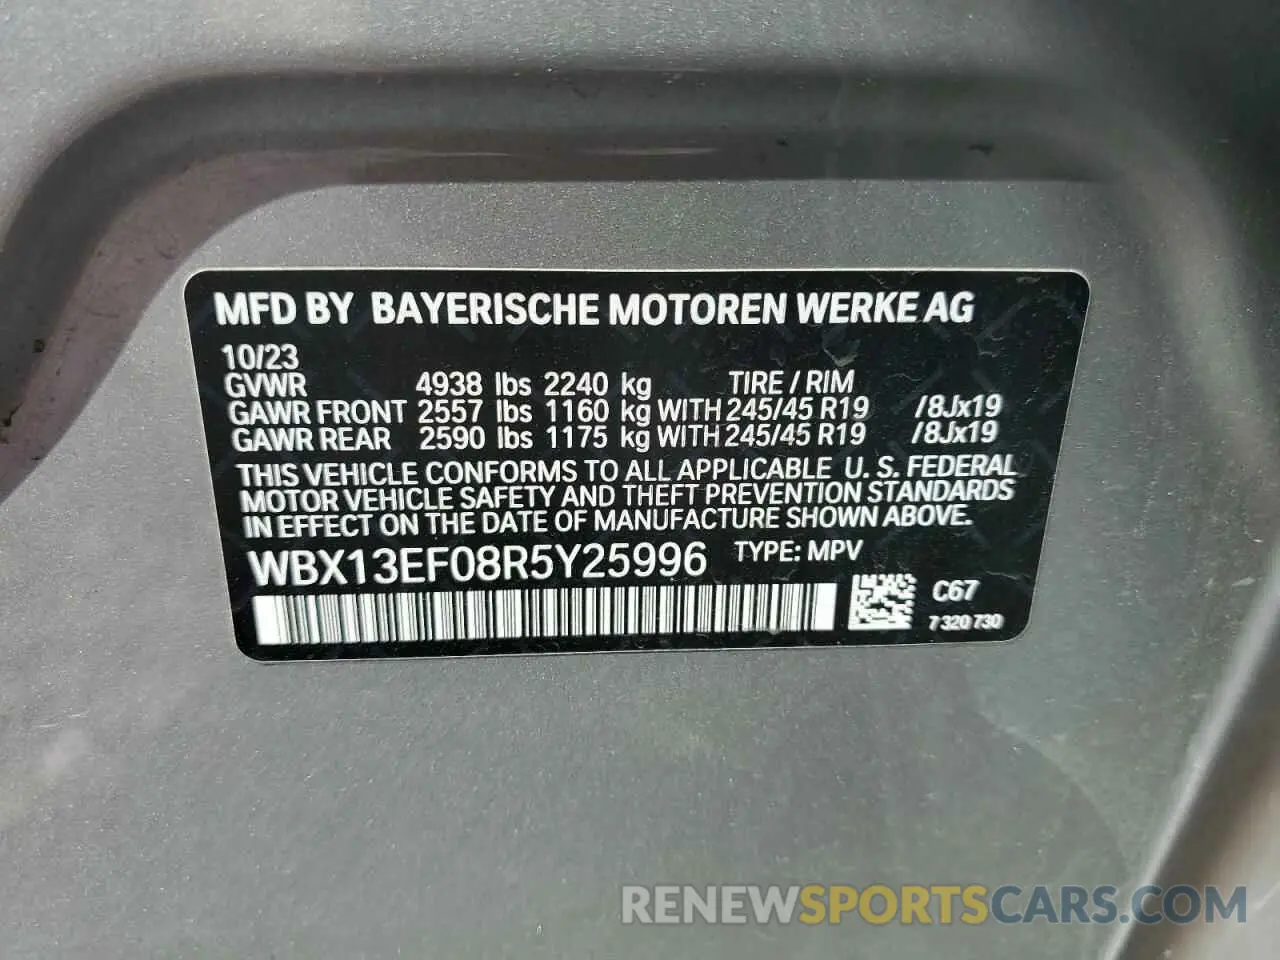 MFD BY BAYERISCHE MOTOREN WERKE AG
10/23
GVWR 4938 lbs 2240 kg TIRE / RIM
GAWR FRONT 2557 lbs 1160 kg WITH 245/45 R19 /8Jx19
GAWR REAR 2590 lbs 1175 kg WITH 245/45 R19 /8Jx19
THIS VEHICLE CONFORMS TO ALL APPLICABLE U. S. FEDERAL
MOTOR VEHICLE SAFETY AND THEFT PREVENTION STANDARDS
IN EFFECT ON THE DATE OF MANUFACTURE SHOWN ABOVE.
WBX13EF08R5Y25996 TYPE: MPV
C67
7 320 730
RENEWSPORTSCARS.COM